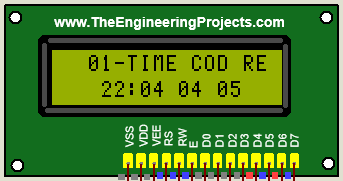 www.TheEngineeringProjects.com
01-TIME COD RE
22:04 04 05
VSS VDD VEE RS RW E D0 D1 D2 D3 D4 D5 D6 D7